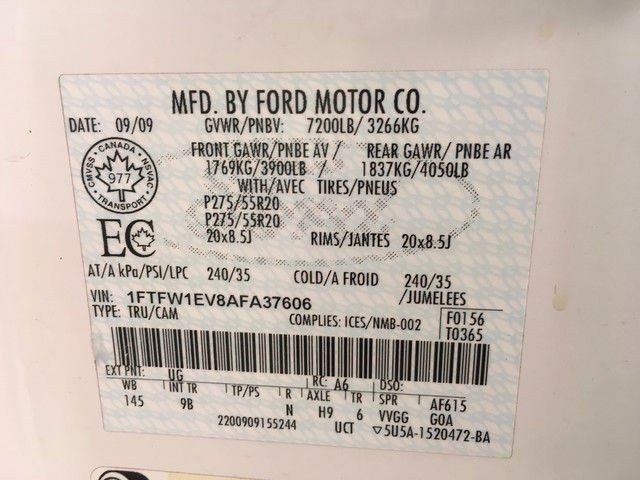 MFD. BY FORD MOTOR CO.
DATE: 09/09 GVWR/PNBV: 7200LB/ 3266KG
FRONT GAWR/PNBE AV / REAR GAWR/ PNBE AR
1769KG/3900LB / 1837KG/4050LB
WITH/AVEC TIRES/PNEUS
CMVSS · CANADA · NSVAC · TRANSPORT
977
P275/55R20
P275/55R20
EC
20x8.5J RIMS/JANTES 20x8.5J
AT/A kPa/PSI/LPC 240/35 COLD/A FROID 240/35
/JUMELEES
VIN: 1FTFW1EV8AFA37606
TYPE: TRU/CAM COMPLIES: ICES/NMB-002 F0156
T0365
EXT PNT: UG RC: A6 DSO:
WB INT TR TP/PS R AXLE TR SPR AF615
145 9B N H9 6 VVGG GOA
2200909155244 UCT ▽5U5A-1520472-BA